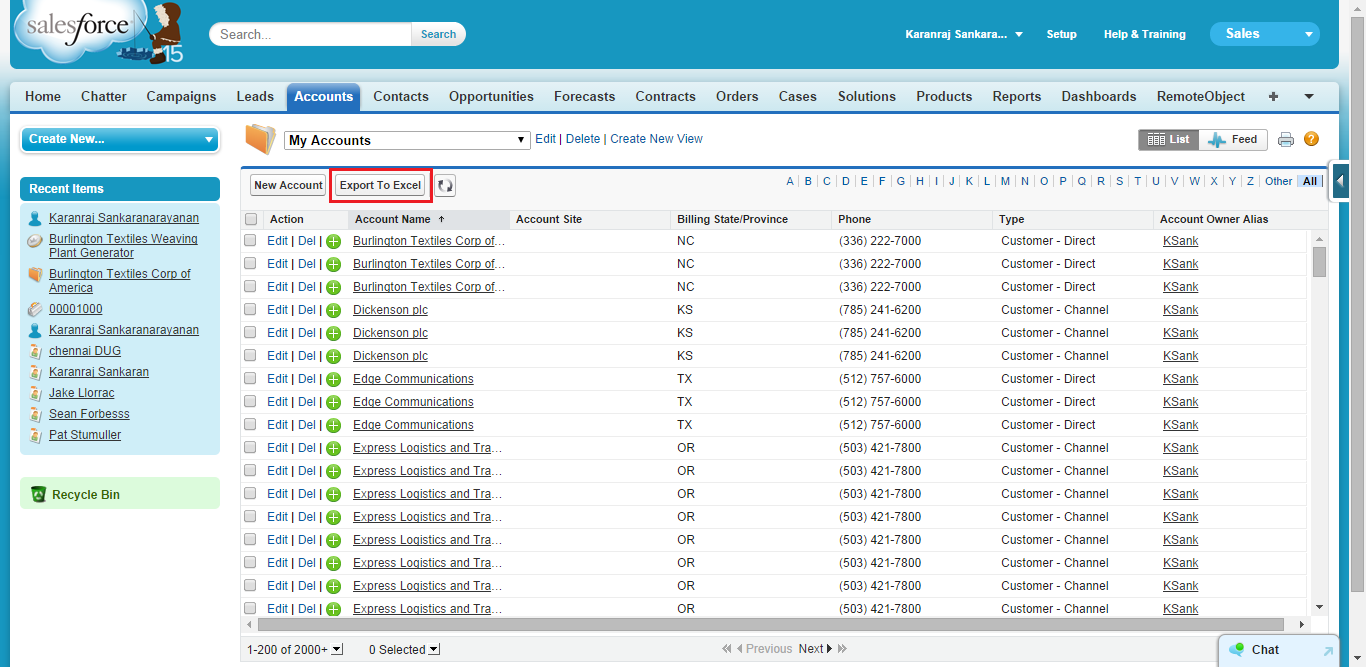 salesforce
15
Search...
Search
Karanraj Sankara...
Setup
Help & Training
Sales
Home Chatter Campaigns Leads Accounts Contacts Opportunities Forecasts Contracts Orders Cases Solutions Products Reports Dashboards RemoteObject +
Create New...
My Accounts
Edit | Delete | Create New View
List
Feed
?
Recent Items
Karanraj Sankaranarayanan
Burlington Textiles Weaving
Plant Generator
Burlington Textiles Corp of
America
00001000
Karanraj Sankaranarayanan
chennai DUG
Karanraj Sankaran
Jake Llorrac
Sean Forbesss
Pat Stumuller
Recycle Bin
New Account
Export To Excel
A | B | C | D | E | F | G | H | I | J | K | L | M | N | O | P | Q | R | S | T | U | V | W | X | Y | Z | Other | All |
Action Account Name ↑ Account Site Billing State/Province Phone Type Account Owner Alias
Edit | Del | Burlington Textiles Corp of... NC (336) 222-7000 Customer - Direct KSank
Edit | Del | Burlington Textiles Corp of... NC (336) 222-7000 Customer - Direct KSank
Edit | Del | Burlington Textiles Corp of... NC (336) 222-7000 Customer - Direct KSank
Edit | Del | Dickenson plc KS (785) 241-6200 Customer - Channel KSank
Edit | Del | Dickenson plc KS (785) 241-6200 Customer - Channel KSank
Edit | Del | Dickenson plc KS (785) 241-6200 Customer - Channel KSank
Edit | Del | Edge Communications TX (512) 757-6000 Customer - Direct KSank
Edit | Del | Edge Communications TX (512) 757-6000 Customer - Direct KSank
Edit | Del | Edge Communications TX (512) 757-6000 Customer - Direct KSank
Edit | Del | Express Logistics and Tra... OR (503) 421-7800 Customer - Channel KSank
Edit | Del | Express Logistics and Tra... OR (503) 421-7800 Customer - Channel KSank
Edit | Del | Express Logistics and Tra... OR (503) 421-7800 Customer - Channel KSank
Edit | Del | Express Logistics and Tra... OR (503) 421-7800 Customer - Channel KSank
Edit | Del | Express Logistics and Tra... OR (503) 421-7800 Customer - Channel KSank
Edit | Del | Express Logistics and Tra... OR (503) 421-7800 Customer - Channel KSank
Edit | Del | Express Logistics and Tra... OR (503) 421-7800 Customer - Channel KSank
Edit | Del | Express Logistics and Tra... OR (503) 421-7800 Customer - Channel KSank
1-200 of 2000+
0 Selected
Previous Next
Chat